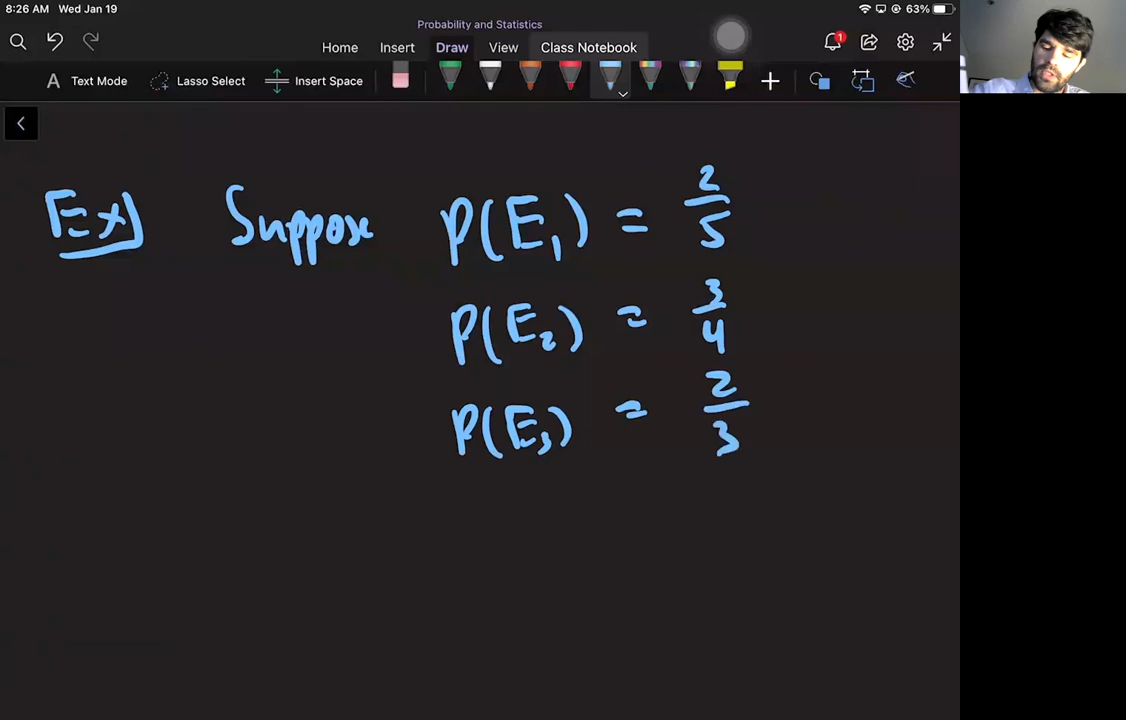 8:26 AM Wed Jan 19
63%
Probability and Statistics
Home Insert Draw View Class Notebook
1
A Text Mode Lasso Select Insert Space
Ex) Suppose P(E₁) = 2/5
P(E₂) = 3/4
P(E₃) = 2/3